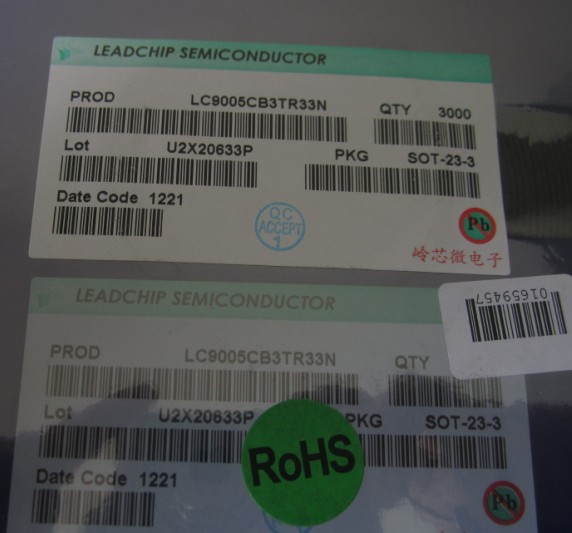 LEADCHIP SEMICONDUCTOR
PROD LC9005CB3TR33N QTY 3000
Lot U2X20633P PKG SOT-23-3
Date Code 1221
QC
ACCEPT
1
Pb
岭芯微电子
LEADCHIP SEMICONDUCTOR
01659457
PROD LC9005CB3TR33N QTY
Lot U2X20633P PKG SOT-23-3
RoHS
Date Code 1221
Pb